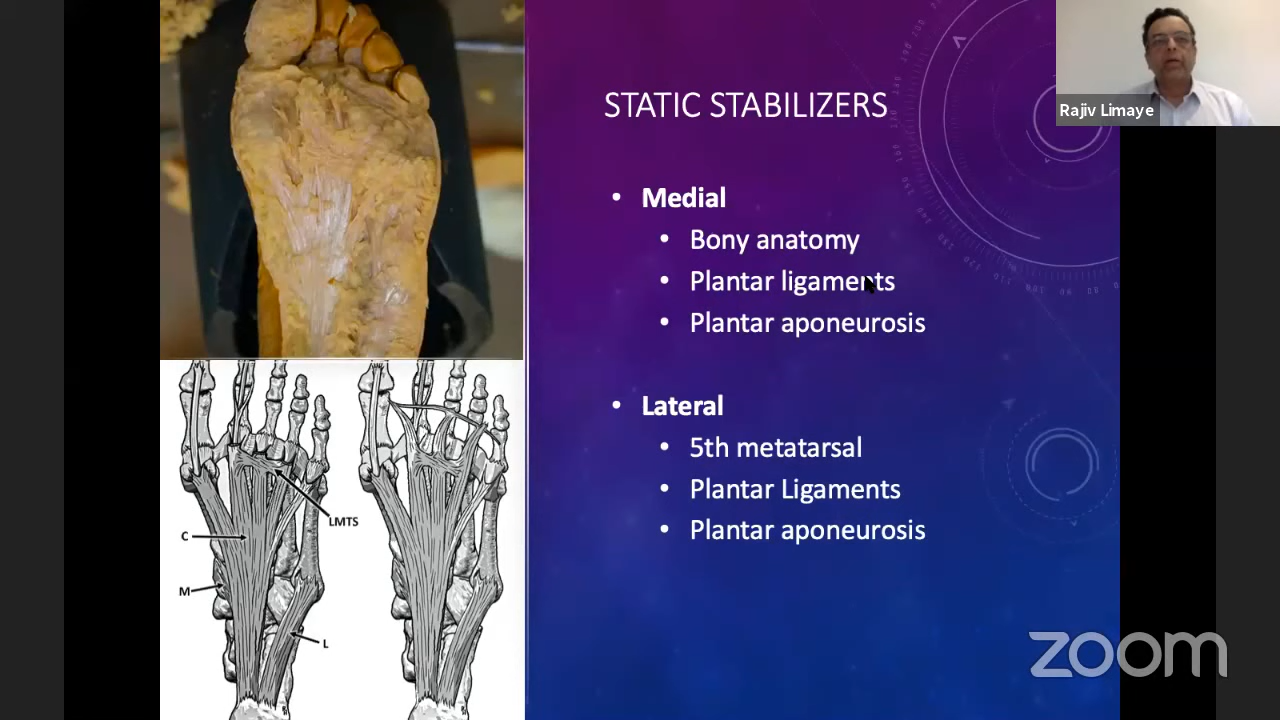 STATIC STABILIZERS
Rajiv Limaye
• Medial
• Bony anatomy
• Plantar ligaments
• Plantar aponeurosis
• Lateral
• 5th metatarsal
• Plantar Ligaments
• Plantar aponeurosis
LMTS
C
M
L
zoom